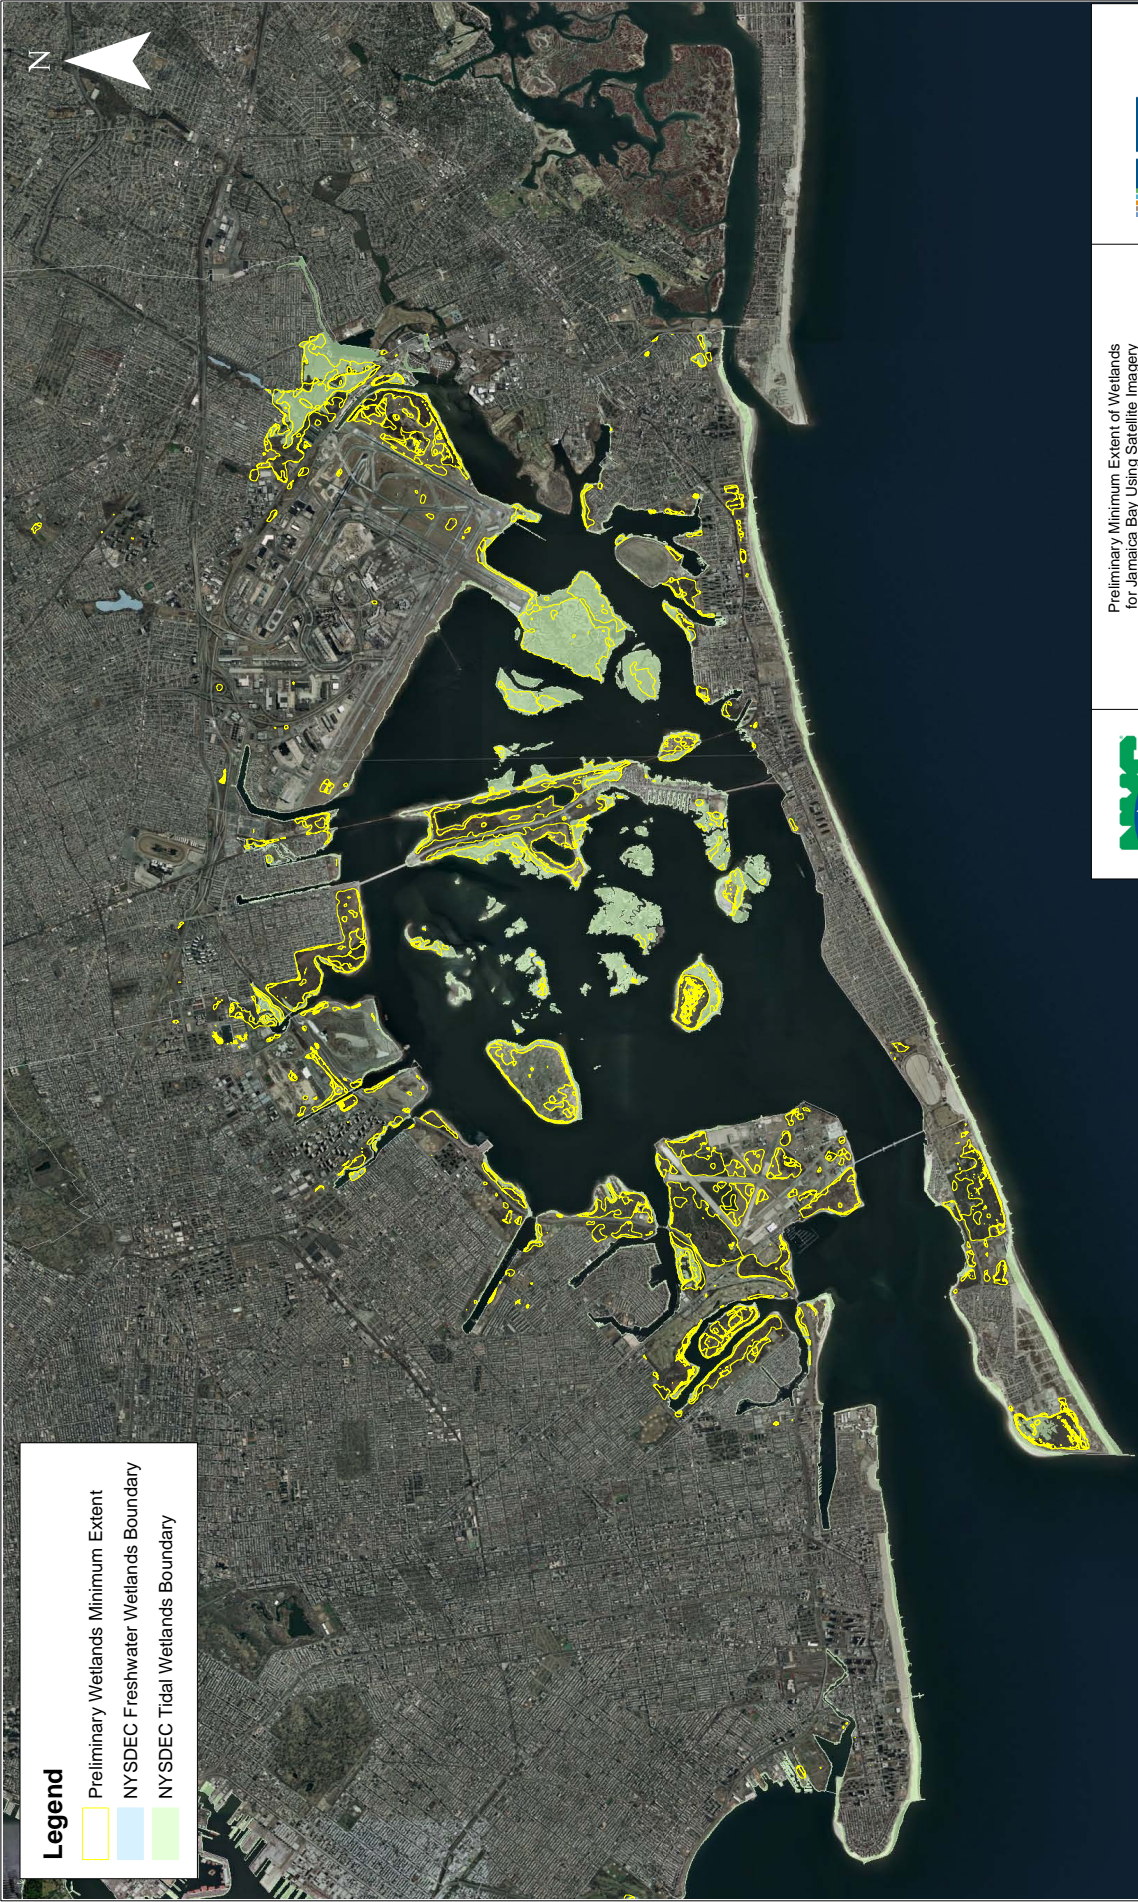 N
Legend
Preliminary Wetlands Minimum Extent
NYSDEC Freshwater Wetlands Boundary
NYSDEC Tidal Wetlands Boundary
Preliminary Minimum Extent of Wetlands
for Jamaica Bay Using Satellite Imagery